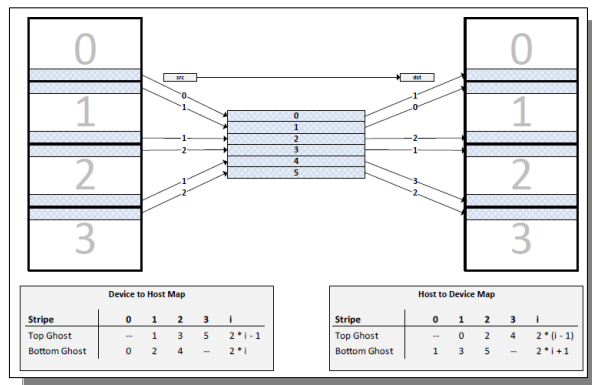 0
1
2
3
src
dst
0
1
1
2
1
2
0
1
2
3
4
5
1
0
2
1
3
2
0
1
2
3
Device to Host Map
Stripe 0 1 2 3 i
Top Ghost -- 1 3 5 2 * i - 1
Bottom Ghost 0 2 4 -- 2 * i
Host to Device Map
Stripe 0 1 2 3 i
Top Ghost -- 0 2 4 2 * (i - 1)
Bottom Ghost 1 3 5 -- 2 * i + 1